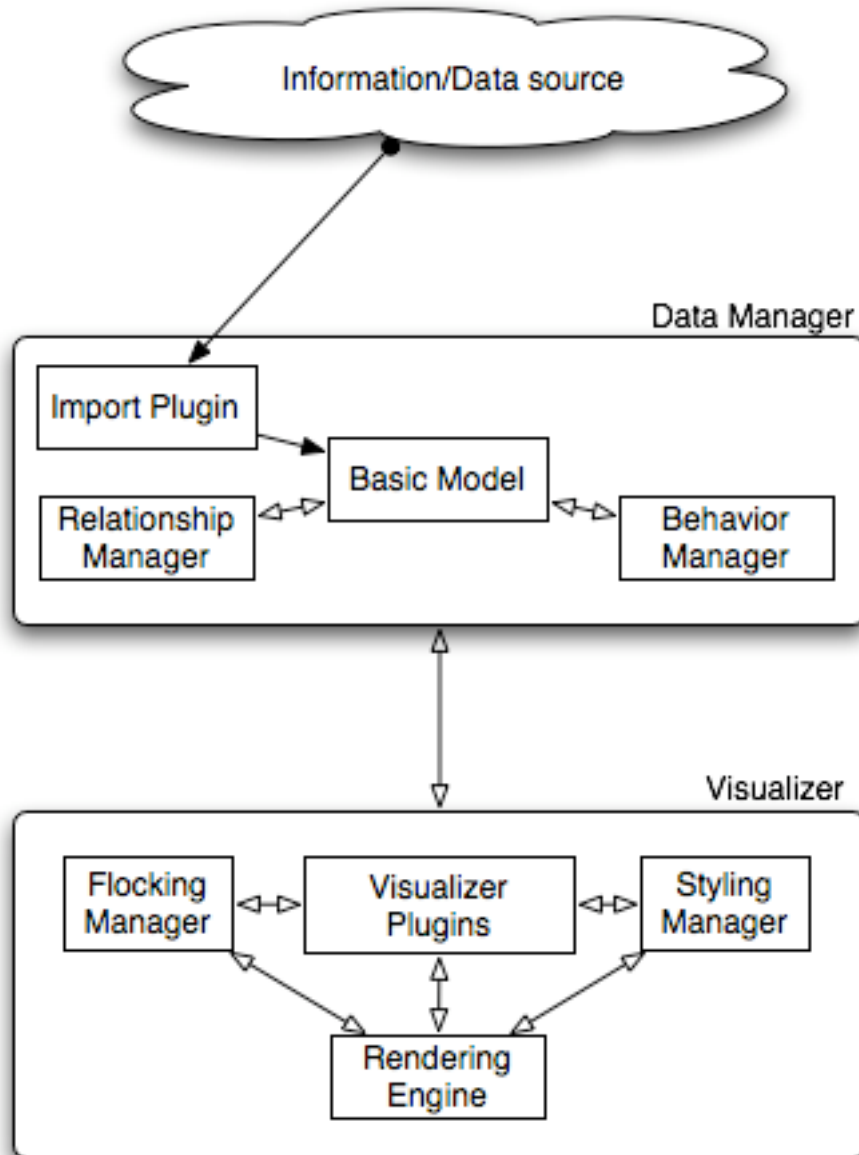 Information/Data source
Data Manager
Import Plugin
Basic Model
Relationship
Manager
Behavior
Manager
Visualizer
Flocking
Manager
Visualizer
Plugins
Styling
Manager
Rendering
Engine